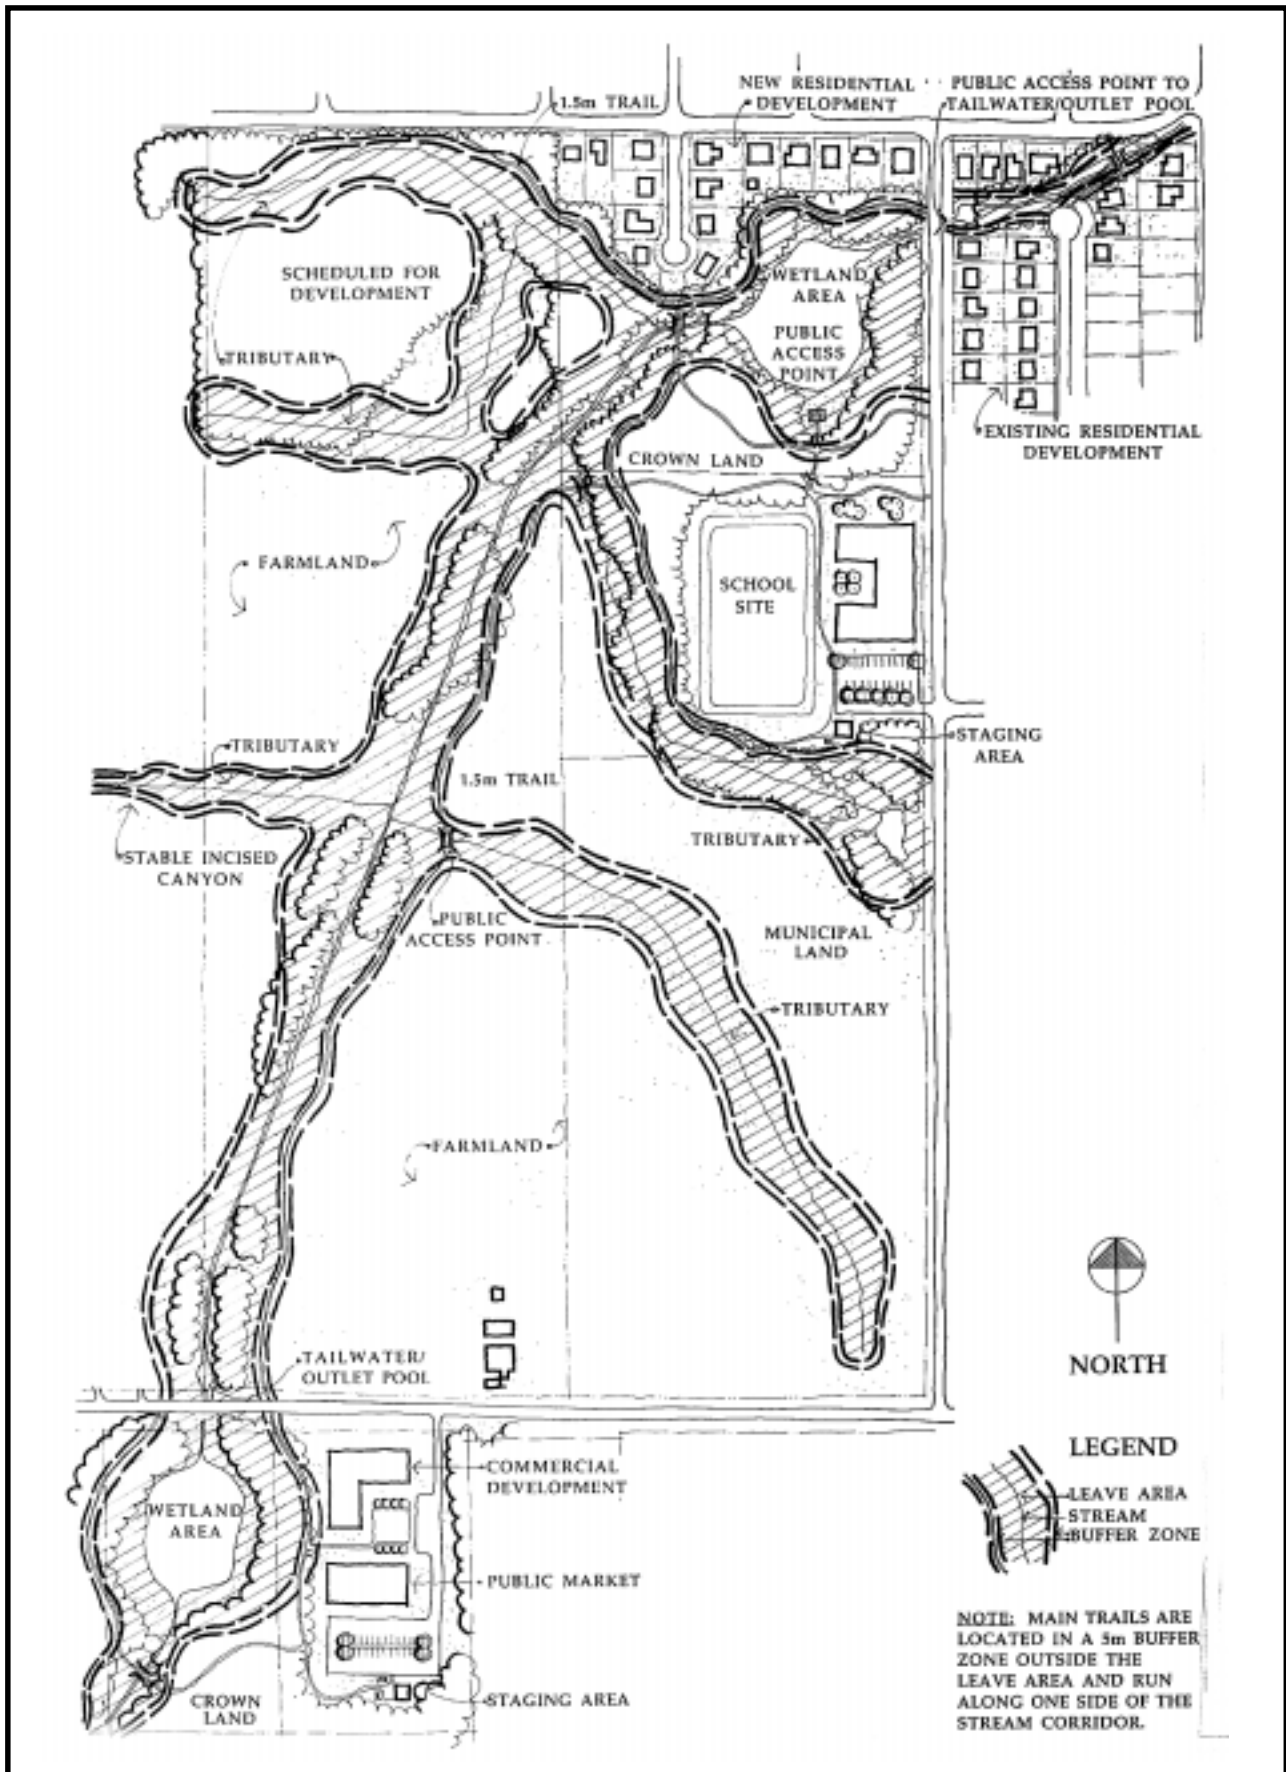 NEW RESIDENTIAL
DEVELOPMENT
PUBLIC ACCESS POINT TO
TAILWATER/OUTLET POOL
1.5m TRAIL
SCHEDULED FOR
DEVELOPMENT
WETLAND
AREA
PUBLIC
ACCESS
POINT
TRIBUTARY
EXISTING RESIDENTIAL
DEVELOPMENT
CROWN LAND
FARMLAND
SCHOOL
SITE
TRIBUTARY
STAGING
AREA
1.5m TRAIL
TRIBUTARY
STABLE INCISED
CANYON
PUBLIC
ACCESS POINT
MUNICIPAL
LAND
TRIBUTARY
FARMLAND
TAILWATER/
OUTLET POOL
NORTH
LEGEND
LEAVE AREA
STREAM
BUFFER ZONE
COMMERCIAL
DEVELOPMENT
WETLAND
AREA
PUBLIC MARKET
NOTE: MAIN TRAILS ARE
LOCATED IN A 5m BUFFER
ZONE OUTSIDE THE
LEAVE AREA AND RUN
ALONG ONE SIDE OF THE
STREAM CORRIDOR.
CROWN
LAND
STAGING AREA